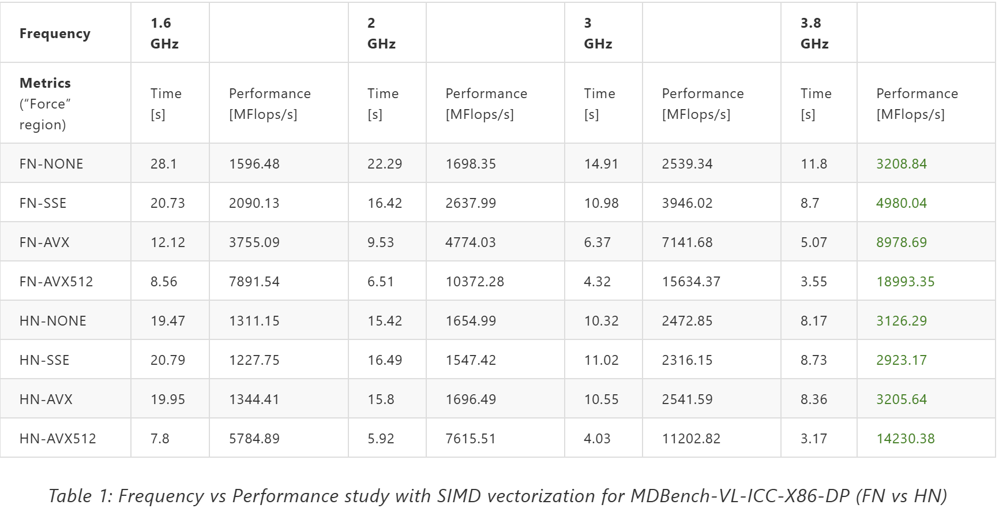 Frequency 1.6 GHz 2 GHz 3 GHz 3.8 GHz
Metrics (“Force” region) Time [s] Performance [MFlops/s] Time [s] Performance [MFlops/s] Time [s] Performance [MFlops/s] Time [s] Performance [MFlops/s]
FN-NONE 28.1 1596.48 22.29 1698.35 14.91 2539.34 11.8 3208.84
FN-SSE 20.73 2090.13 16.42 2637.99 10.98 3946.02 8.7 4980.04
FN-AVX 12.12 3755.09 9.53 4774.03 6.37 7141.68 5.07 8978.69
FN-AVX512 8.56 7891.54 6.51 10372.28 4.32 15634.37 3.55 18993.35
HN-NONE 19.47 1311.15 15.42 1654.99 10.32 2472.85 8.17 3126.29
HN-SSE 20.79 1227.75 16.49 1547.42 11.02 2316.15 8.73 2923.17
HN-AVX 19.95 1344.41 15.8 1696.49 10.55 2541.59 8.36 3205.64
HN-AVX512 7.8 5784.89 5.92 7615.51 4.03 11202.82 3.17 14230.38
Table 1: Frequency vs Performance study with SIMD vectorization for MDBench-VL-ICC-X86-DP (FN vs HN)